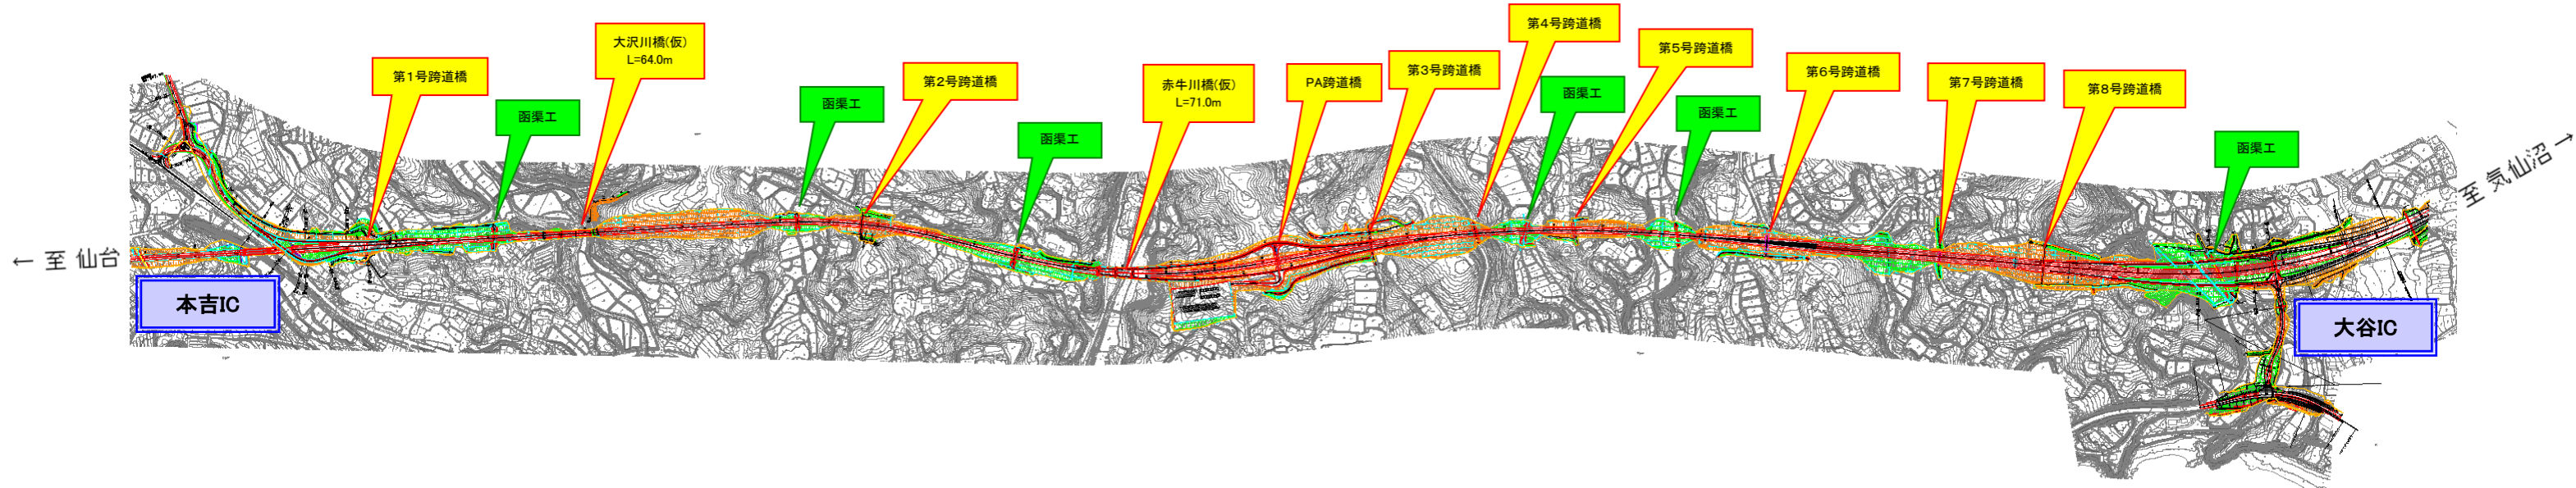 ← 至 仙台
本吉IC
第1号跨道橋
函渠工
大沢川橋(仮)
L=64.0m
函渠工
第2号跨道橋
函渠工
赤牛川橋(仮)
L=71.0m
PA跨道橋
第3号跨道橋
第4号跨道橋
函渠工
第5号跨道橋
函渠工
第6号跨道橋
第7号跨道橋
第8号跨道橋
函渠工
大谷IC
至 気仙沼 →